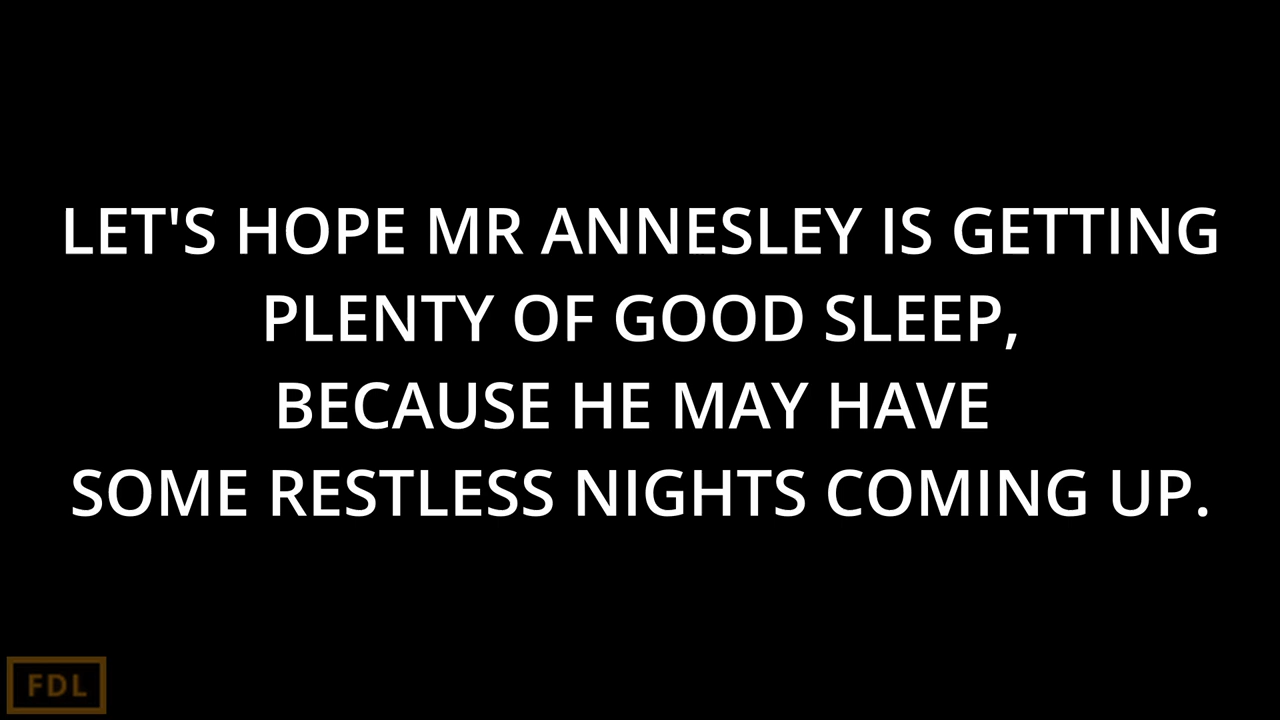 LET'S HOPE MR ANNESLEY IS GETTING
PLENTY OF GOOD SLEEP,
BECAUSE HE MAY HAVE
SOME RESTLESS NIGHTS COMING UP.
FDL